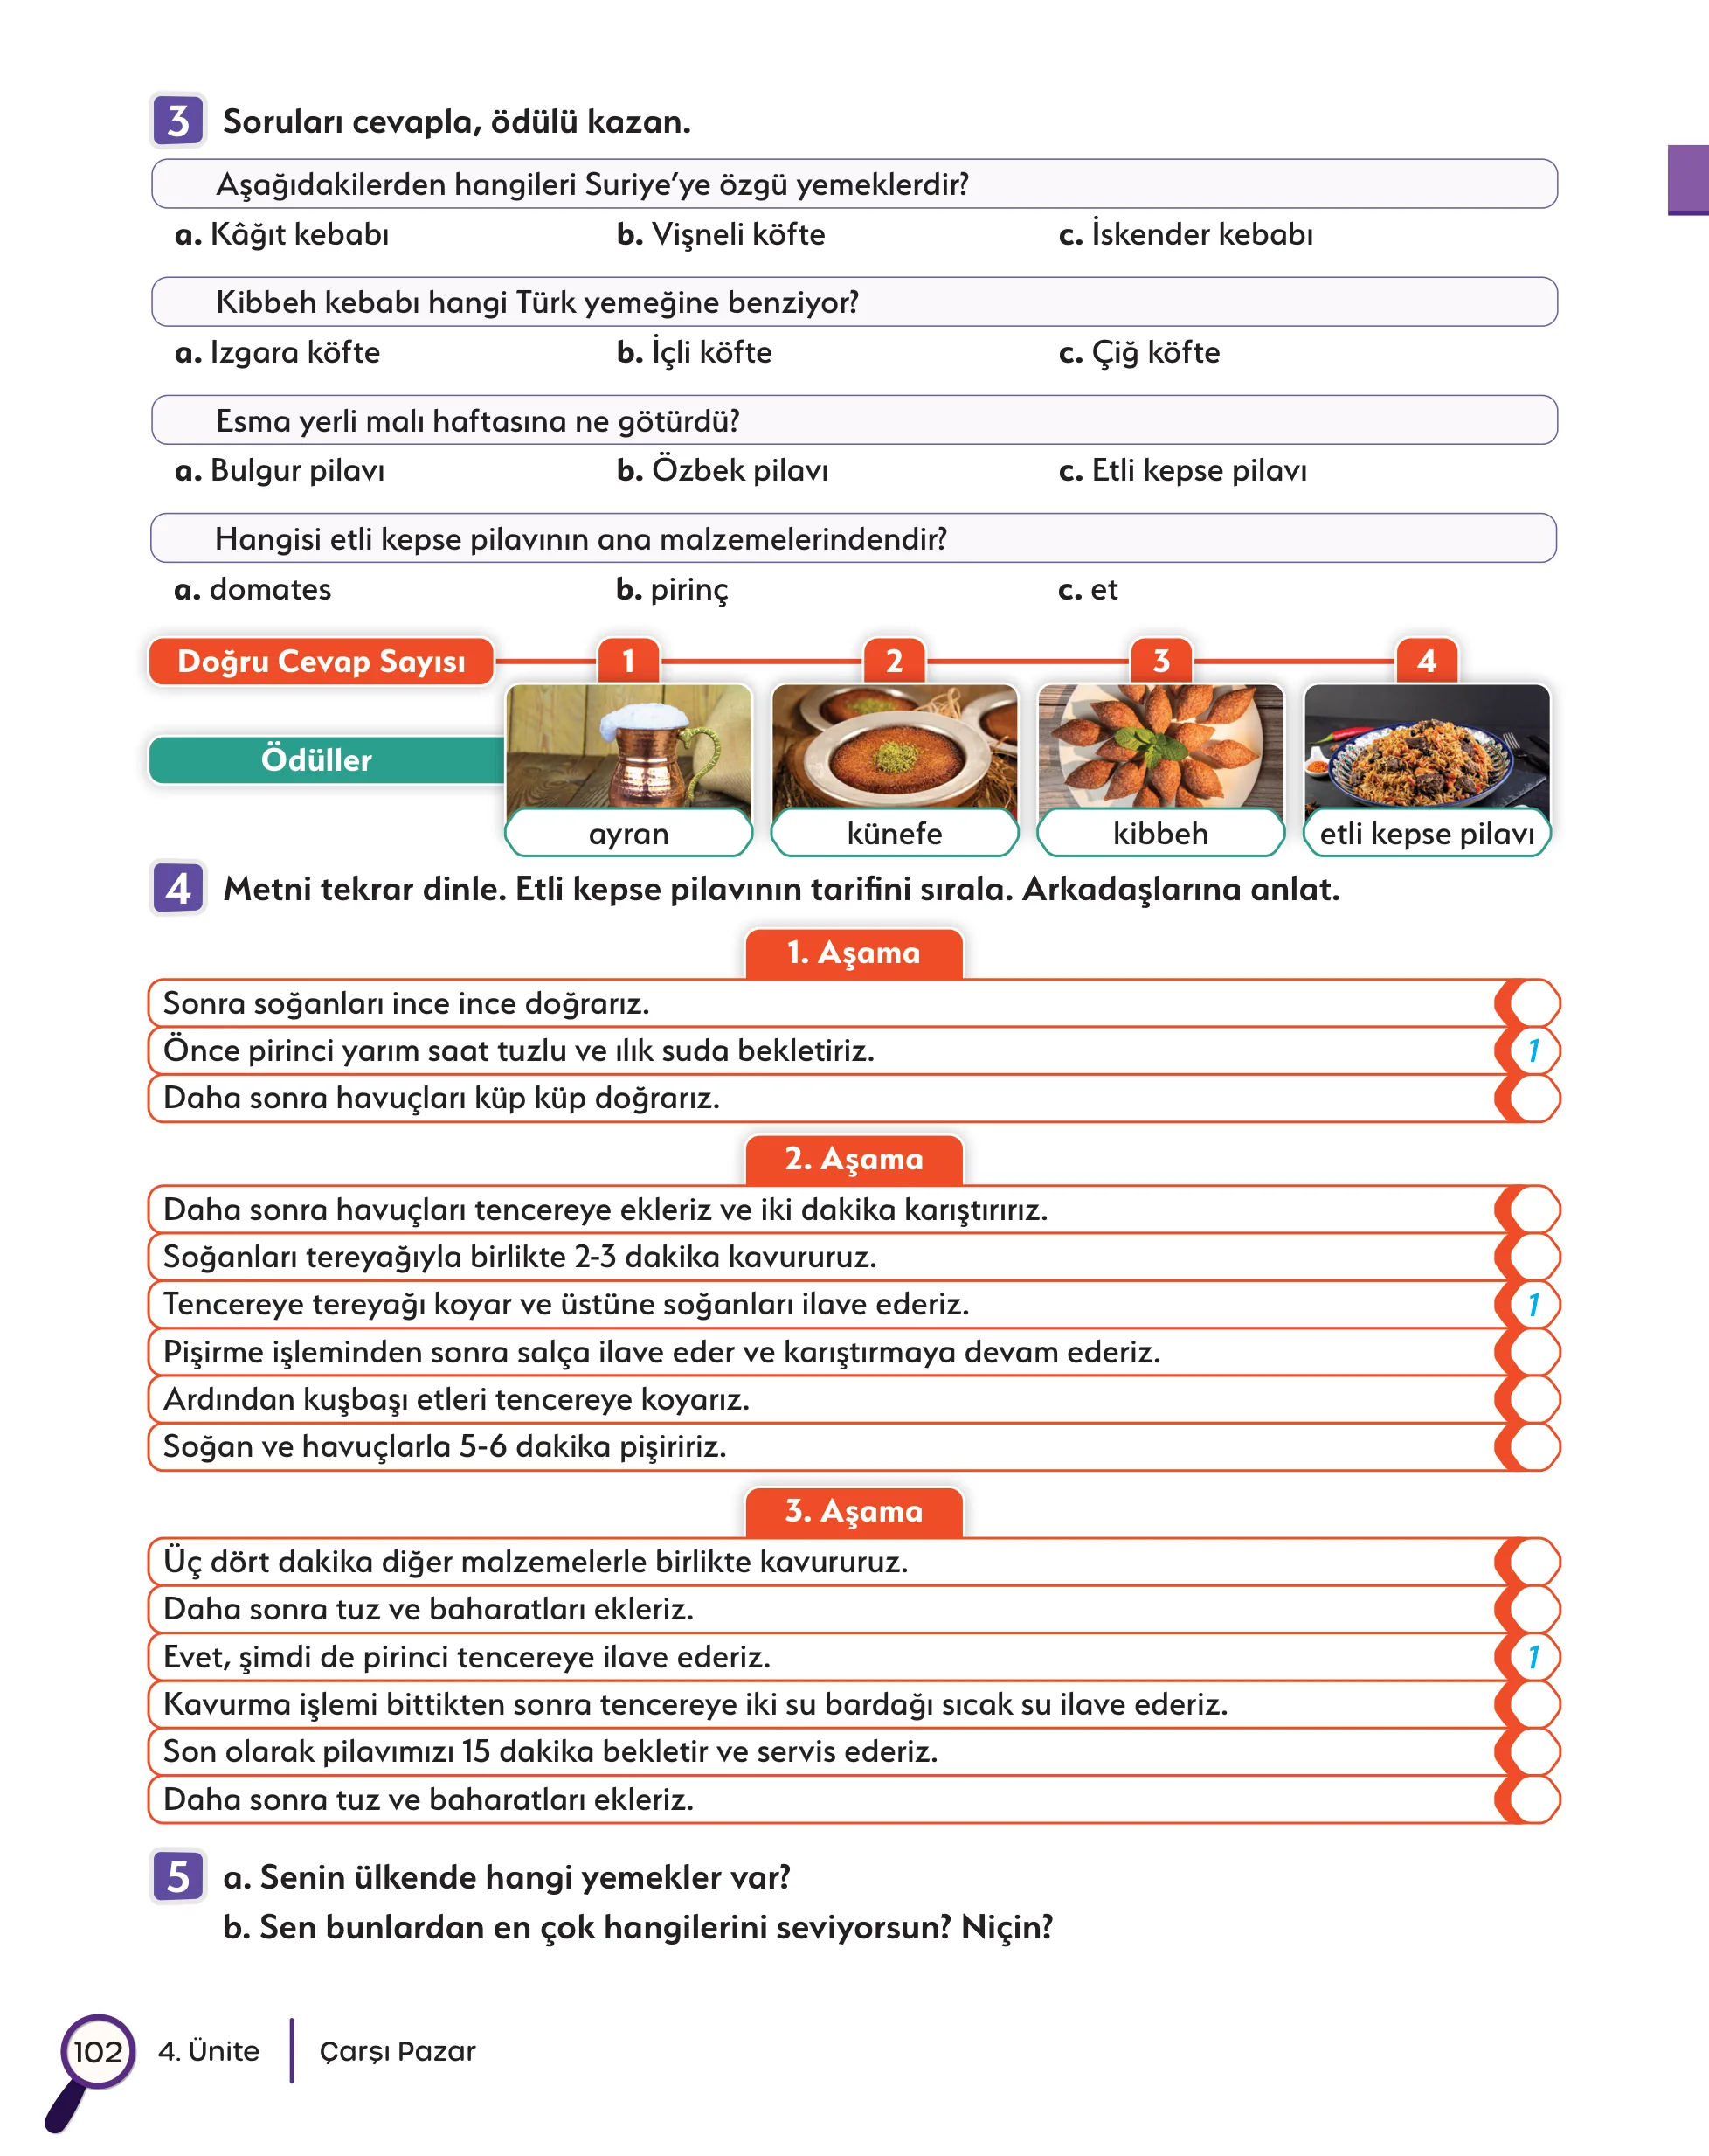 3 Soruları cevapla, ödülü kazan.
Aşağıdakilerden hangileri Suriye’ye özgü yemeklerdir?
a. Kâğıt kebabı b. Vişneli köfte c. İskender kebabı
Kibbeh kebabı hangi Türk yemeğine benziyor?
a. Izgara köfte b. İçli köfte c. Çiğ köfte
Esma yerli malı haftasına ne götürdü?
a. Bulgur pilavı b. Özbek pilavı c. Etli kepse pilavı
Hangisi etli kepse pilavının ana malzemelerindendir?
a. domates b. pirinç c. et
Doğru Cevap Sayısı 1 2 3 4
Ödüller
ayran künefe kibbeh etli kepse pilavı
4 Metni tekrar dinle. Etli kepse pilavının tarifini sırala. Arkadaşlarına anlat.
1. Aşama
Sonra soğanları ince ince doğrarız.
Önce pirinci yarım saat tuzlu ve ılık suda bekletiriz. 1
Daha sonra havuçları küp küp doğrarız.
2. Aşama
Daha sonra havuçları tencereye ekleriz ve iki dakika karıştırırız.
Soğanları tereyağıyla birlikte 2-3 dakika kavururuz.
Tencereye tereyağı koyar ve üstüne soğanları ilave ederiz. 1
Pişirme işleminden sonra salça ilave eder ve karıştırmaya devam ederiz.
Ardından kuşbaşı etleri tencereye koyarız.
Soğan ve havuçlarla 5-6 dakika pişiririz.
3. Aşama
Üç dört dakika diğer malzemelerle birlikte kavururuz.
Daha sonra tuz ve baharatları ekleriz.
Evet, şimdi de pirinci tencereye ilave ederiz. 1
Kavurma işlemi bittikten sonra tencereye iki su bardağı sıcak su ilave ederiz.
Son olarak pilavımızı 15 dakika bekletir ve servis ederiz.
Daha sonra tuz ve baharatları ekleriz.
5 a. Senin ülkende hangi yemekler var?
b. Sen bunlardan en çok hangilerini seviyorsun? Niçin?
102 4. Ünite Çarşı Pazar